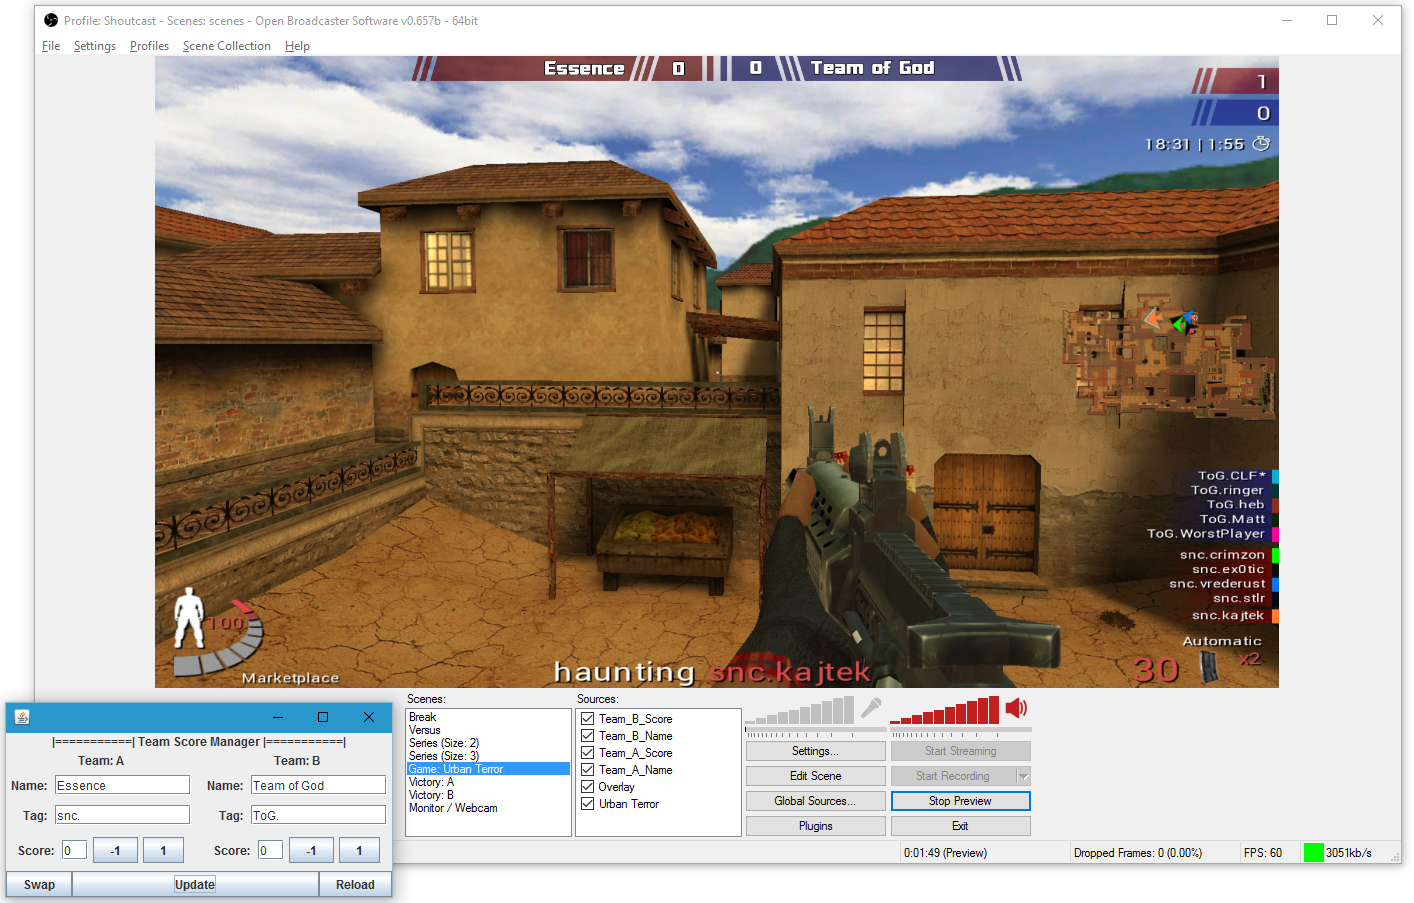 Profile: Shoutcast - Scenes: scenes - Open Broadcaster Software v0.657b - 64bit
File Settings Profiles Scene Collection Help
Essence 0 0 Team of God
1
0
18:31 | 1:55
ToG.CLF*
ToG.ringer
ToG.heb
ToG.Matt
ToG.WorstPlayer
snc.crimzon
snc.ex0tic
snc.vrederust
snc.stlr
snc.kajtek
Automatic
30 x2
100
Marketplace
haunting snc.kajtek
Scenes:
Break
Versus
Series (Size: 2)
Series (Size: 3)
Game: Urban Terror
Victory: A
Victory: B
Monitor / Webcam
Sources:
Team_B_Score
Team_B_Name
Team_A_Score
Team_A_Name
Overlay
Urban Terror
Settings... Start Streaming
Edit Scene Start Recording
Global Sources... Stop Preview
Plugins Exit
0:01:49 (Preview) Dropped Frames: 0 (0.00%) FPS: 60 3051kb/s
|===========| Team Score Manager |===========|
Team: A Team: B
Name: Essence Name: Team of God
Tag: snc. Tag: ToG.
Score: 0 -1 1 Score: 0 -1 1
Swap Update Reload